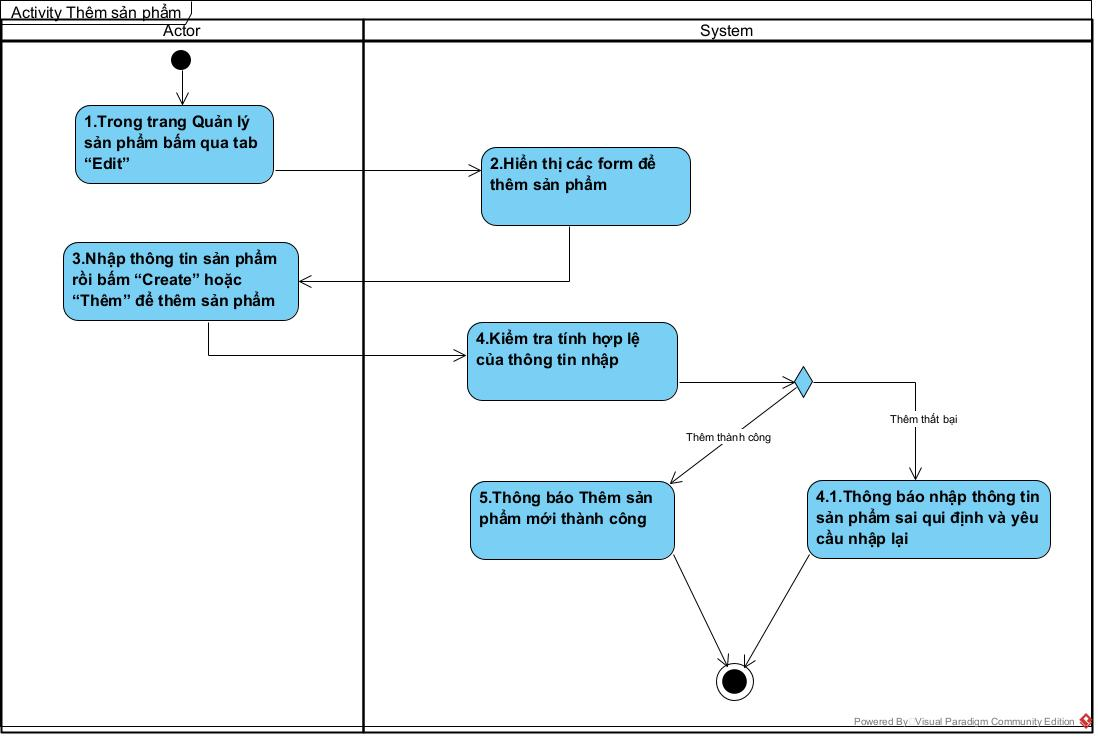 Activity Thêm sản phẩm
Actor
System
1.Trong trang Quản lý
sản phẩm bấm qua tab
“Edit”
2.Hiển thị các form để
thêm sản phẩm
3.Nhập thông tin sản phẩm
rồi bấm “Create” hoặc
“Thêm” để thêm sản phẩm
4.Kiểm tra tính hợp lệ
của thông tin nhập
Thêm thất bại
Thêm thành công
5.Thông báo Thêm sản
phẩm mới thành công
4.1.Thông báo nhập thông tin
sản phẩm sai qui định và yêu
cầu nhập lại
Powered By Visual Paradigm Community Edition